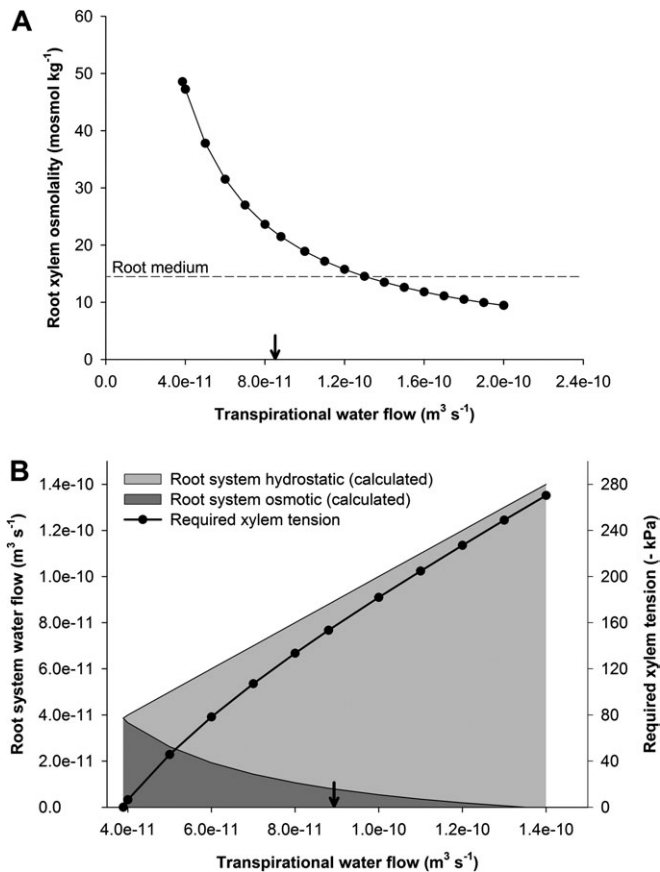 A
Root xylem osmolality (mosmol kg⁻¹)
60
50
40
30
20
10
0
Root medium
0.0 4.0e-11 8.0e-11 1.2e-10 1.6e-10 2.0e-10 2.4e-10
Transpirational water flow (m³ s⁻¹)
B
Root system hydrostatic (calculated)
Root system osmotic (calculated)
Required xylem tension
Root system water flow (m³ s⁻¹)
1.4e-10
1.2e-10
1.0e-10
8.0e-11
6.0e-11
4.0e-11
2.0e-11
0.0
280
240
200
160
120
80
40
0
Required xylem tension (- kPa)
4.0e-11 6.0e-11 8.0e-11 1.0e-10 1.2e-10 1.4e-10
Transpirational water flow (m³ s⁻¹)